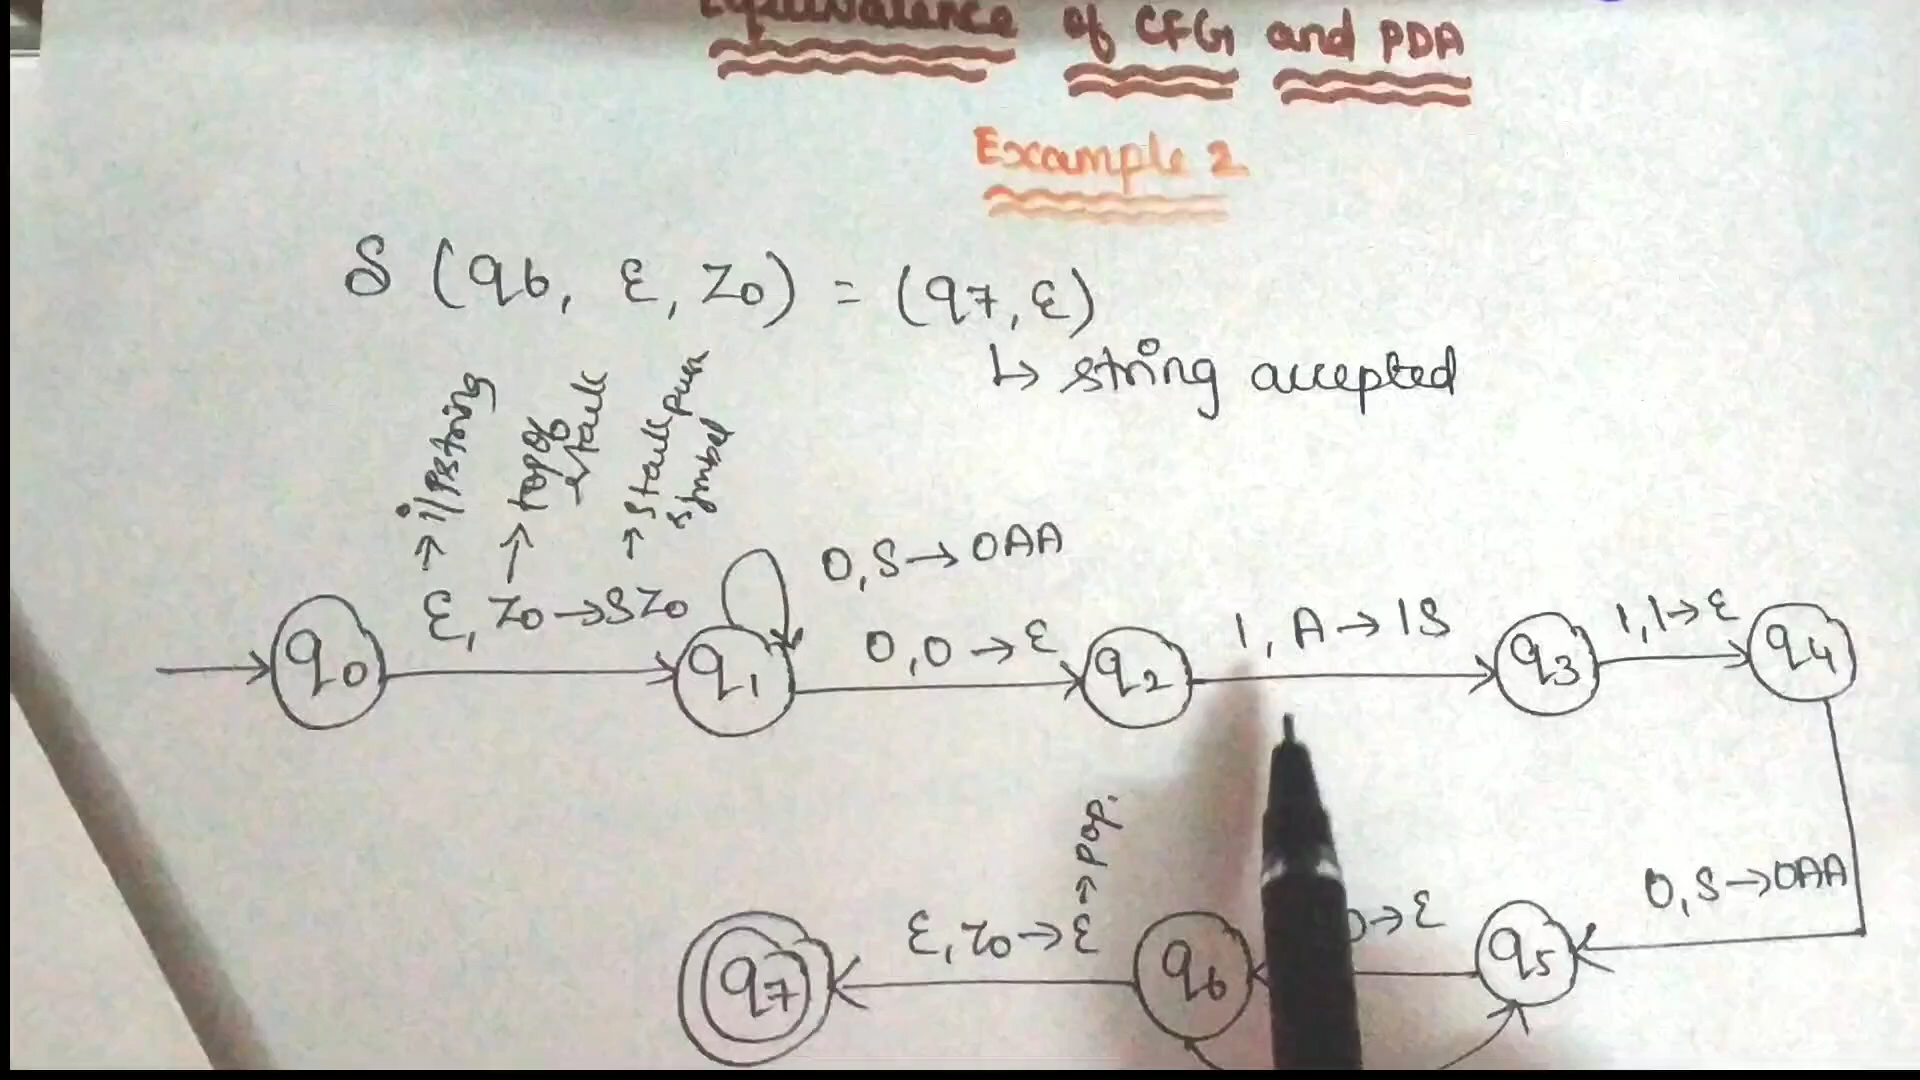 Equivalence of CFG and PDA
Example 2
δ (q6, ε, Z0) = (q7, ε)
↳ string accepted
→ i/p string
→ top of stack
→ stack push symbol
ε, Z0 → SZ0
0, S → 0AA
0, 0 → ε
1, A → 1S
1, 1 → ε
q0
q1
q2
q3
q4
0, S → 0AA
→ pop.
ε, Z0 → ε
→ ε
q7
q6
q5